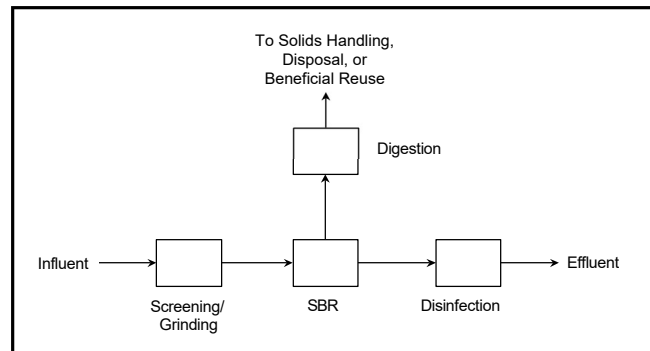 To Solids Handling,
Disposal, or
Beneficial Reuse
Digestion
Influent
Effluent
Screening/
Grinding
SBR
Disinfection